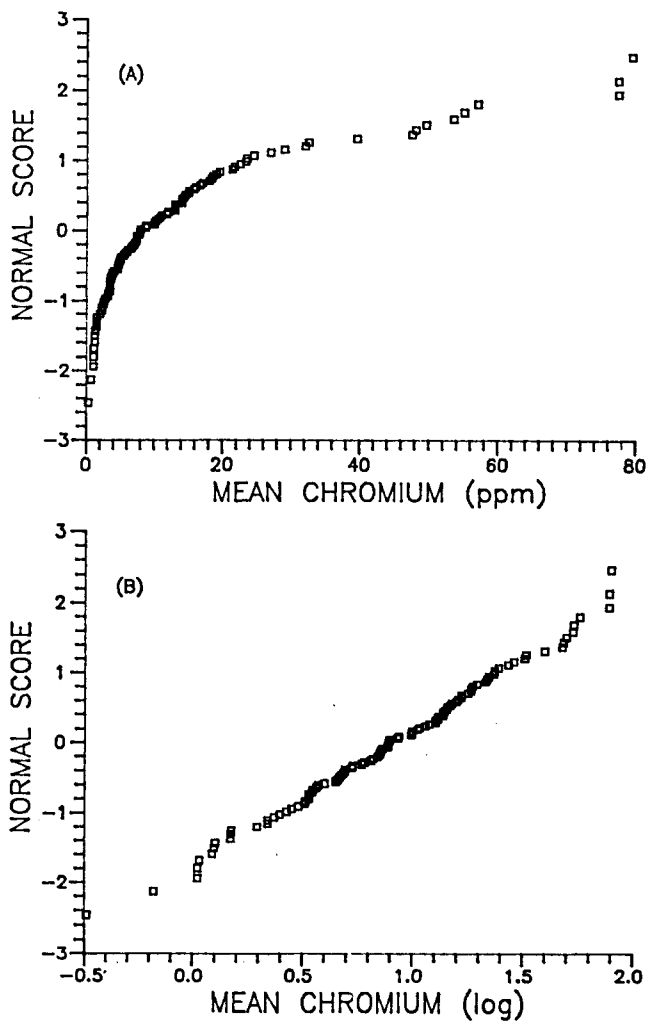 3
(A)
2
1
0
−1
−2
−3
NORMAL SCORE
0 20 40 60 80
MEAN CHROMIUM (ppm)
3
(B)
2
1
0
−1
−2
−3
NORMAL SCORE
−0.5 0.0 0.5 1.0 1.5 2.0
MEAN CHROMIUM (log)